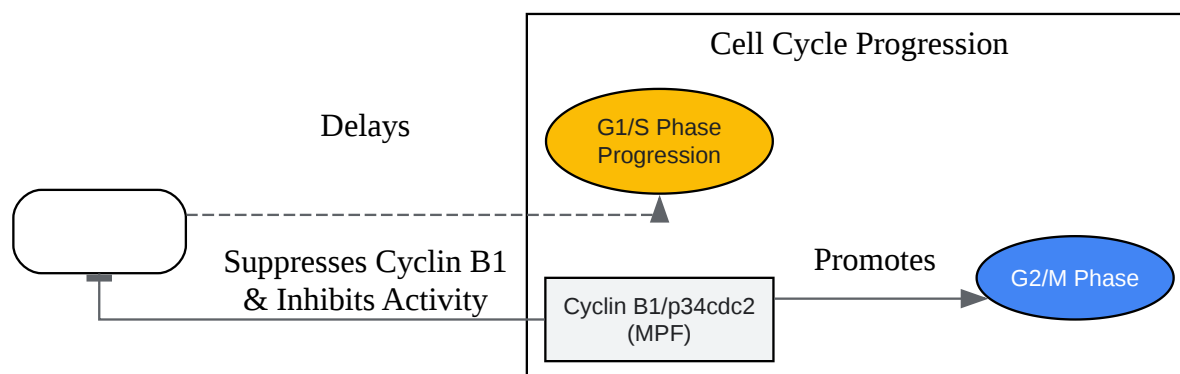 Cell Cycle Progression
Delays
G1/S Phase
Progression
Suppresses Cyclin B1
& Inhibits Activity
Promotes
G2/M Phase
Cyclin B1/p34cdc2
(MPF)